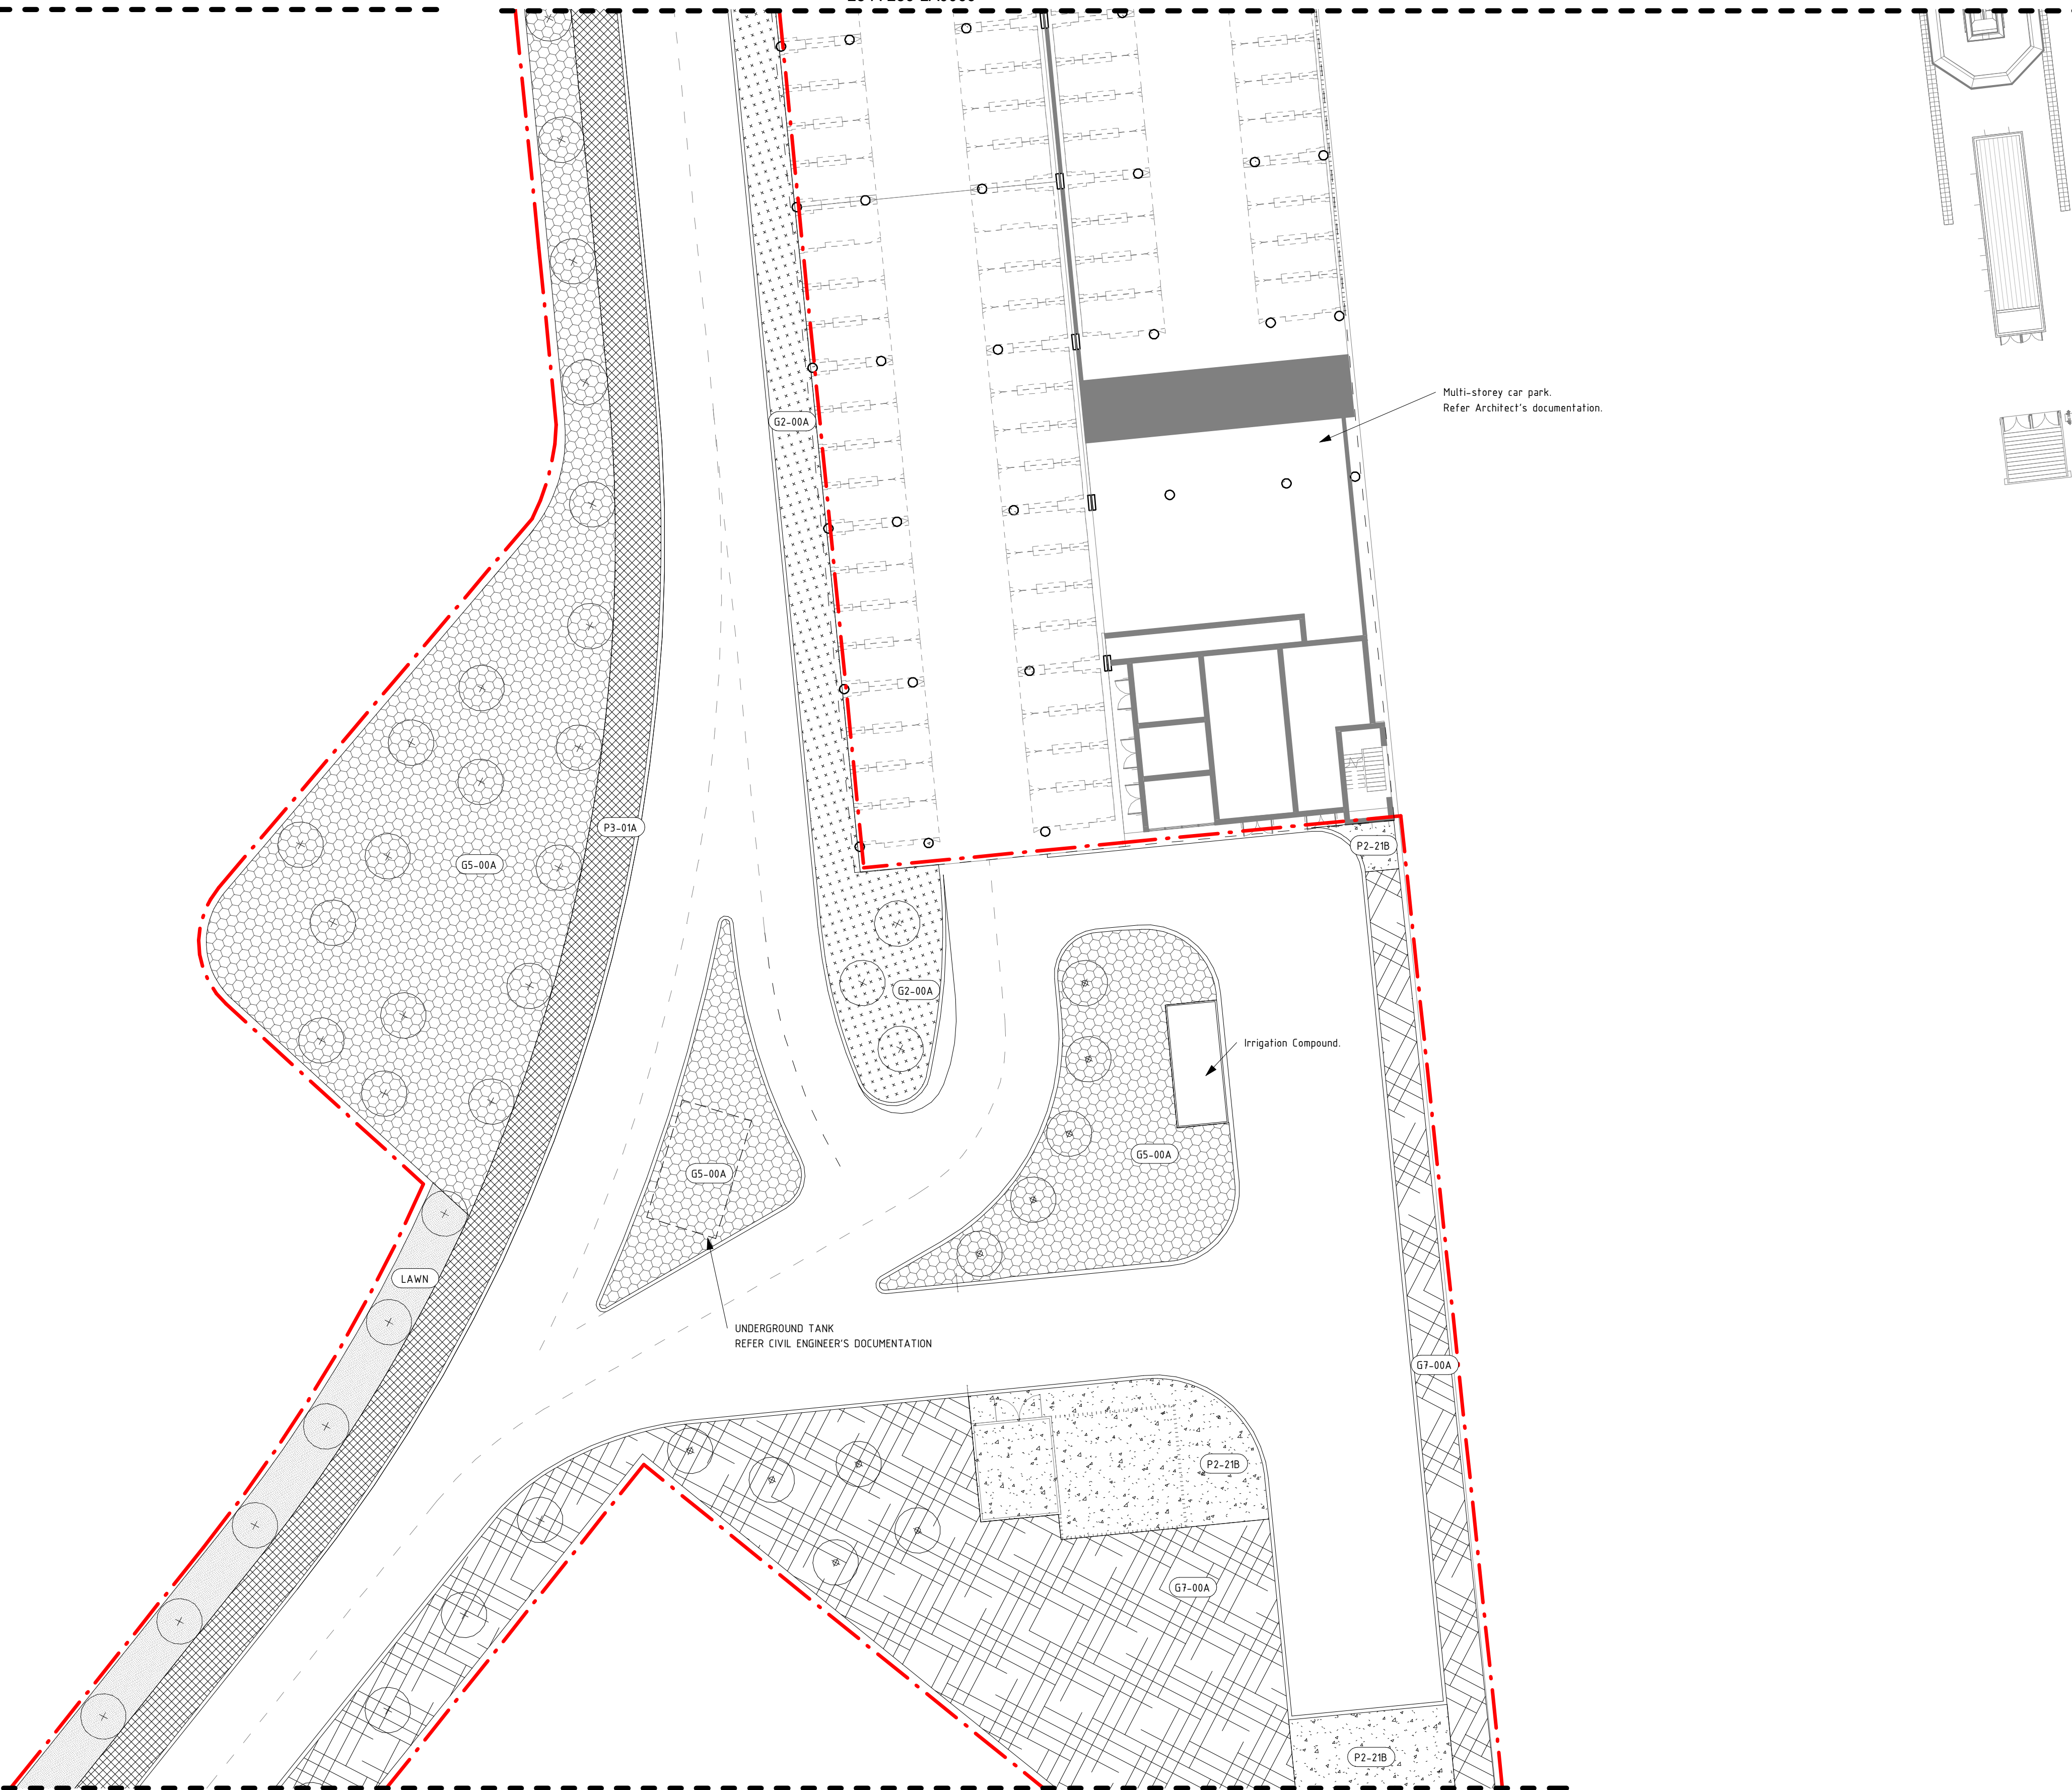 Multi-storey car park.
Refer Architect's documentation.
G2-00A
P3-01A
P2-21B
G5-00A
G2-00A
Irrigation Compound.
G5-00A
G5-00A
LAWN
UNDERGROUND TANK
REFER CIVIL ENGINEER'S DOCUMENTATION
G7-00A
P2-21B
G7-00A
P2-21B